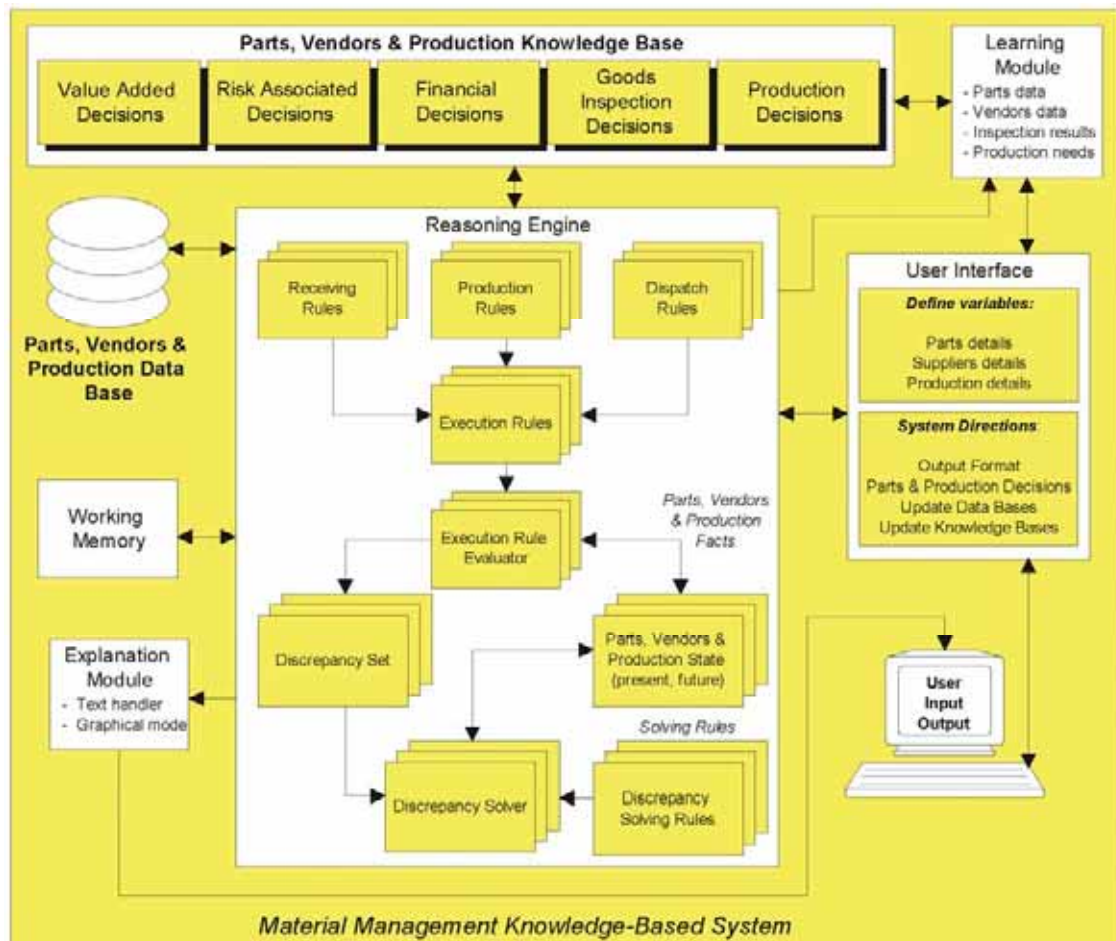 Parts, Vendors & Production Knowledge Base
Value Added
Decisions
Risk Associated
Decisions
Financial
Decisions
Goods
Inspection
Decisions
Production
Decisions
Learning
Module
- Parts data
- Vendors data
- Inspection results
- Production needs
Reasoning Engine
Receiving
Rules
Production
Rules
Dispatch
Rules
Parts, Vendors &
Production Data
Base
User Interface
Define variables:
Parts details
Suppliers details
Production details
Execution Rules
System Directions
Output Format
Parts & Production Decisions
Update Data Bases
Update Knowledge Bases
Working
Memory
Parts, Vendors
& Production
Facts
Execution Rule
Evaluator
Explanation
Module
- Text handler
- Graphical mode
Discrepancy Set
Parts, Vendors &
Production State
(present, future)
User
Input
Output
Solving Rules
Discrepancy Solver
Discrepancy
Solving Rules
Material Management Knowledge-Based System